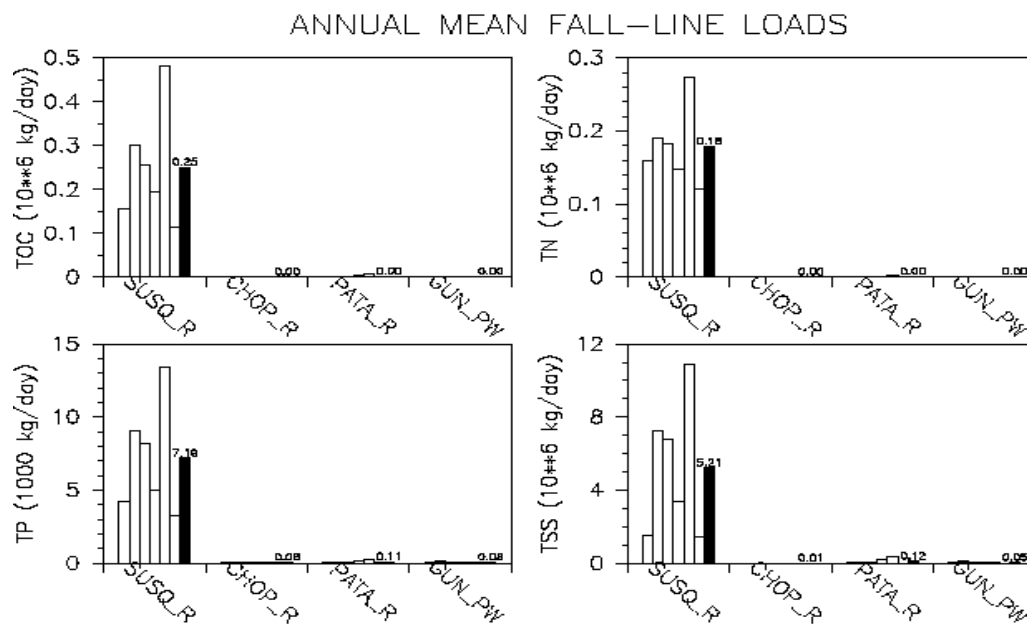 ANNUAL MEAN FALL-LINE LOADS
TOC (10**6 kg/day)
0.5
0.4
0.3
0.2
0.1
0
0.25
0.00
0.00
0.00
SUSQ_R
CHOP_R
PATA_R
GUN_PW
TN (10**6 kg/day)
0.3
0.2
0.1
0
0.18
0.00
0.00
0.00
SUSQ_R
CHOP_R
PATA_R
GUN_PW
TP (1000 kg/day)
15
10
5
0
7.18
0.11
SUSQ_R
CHOP_R
PATA_R
GUN_PW
TSS (10**6 kg/day)
12
8
4
0
5.21
0.01
0.12
0.05
SUSQ_R
CHOP_R
PATA_R
GUN_PW